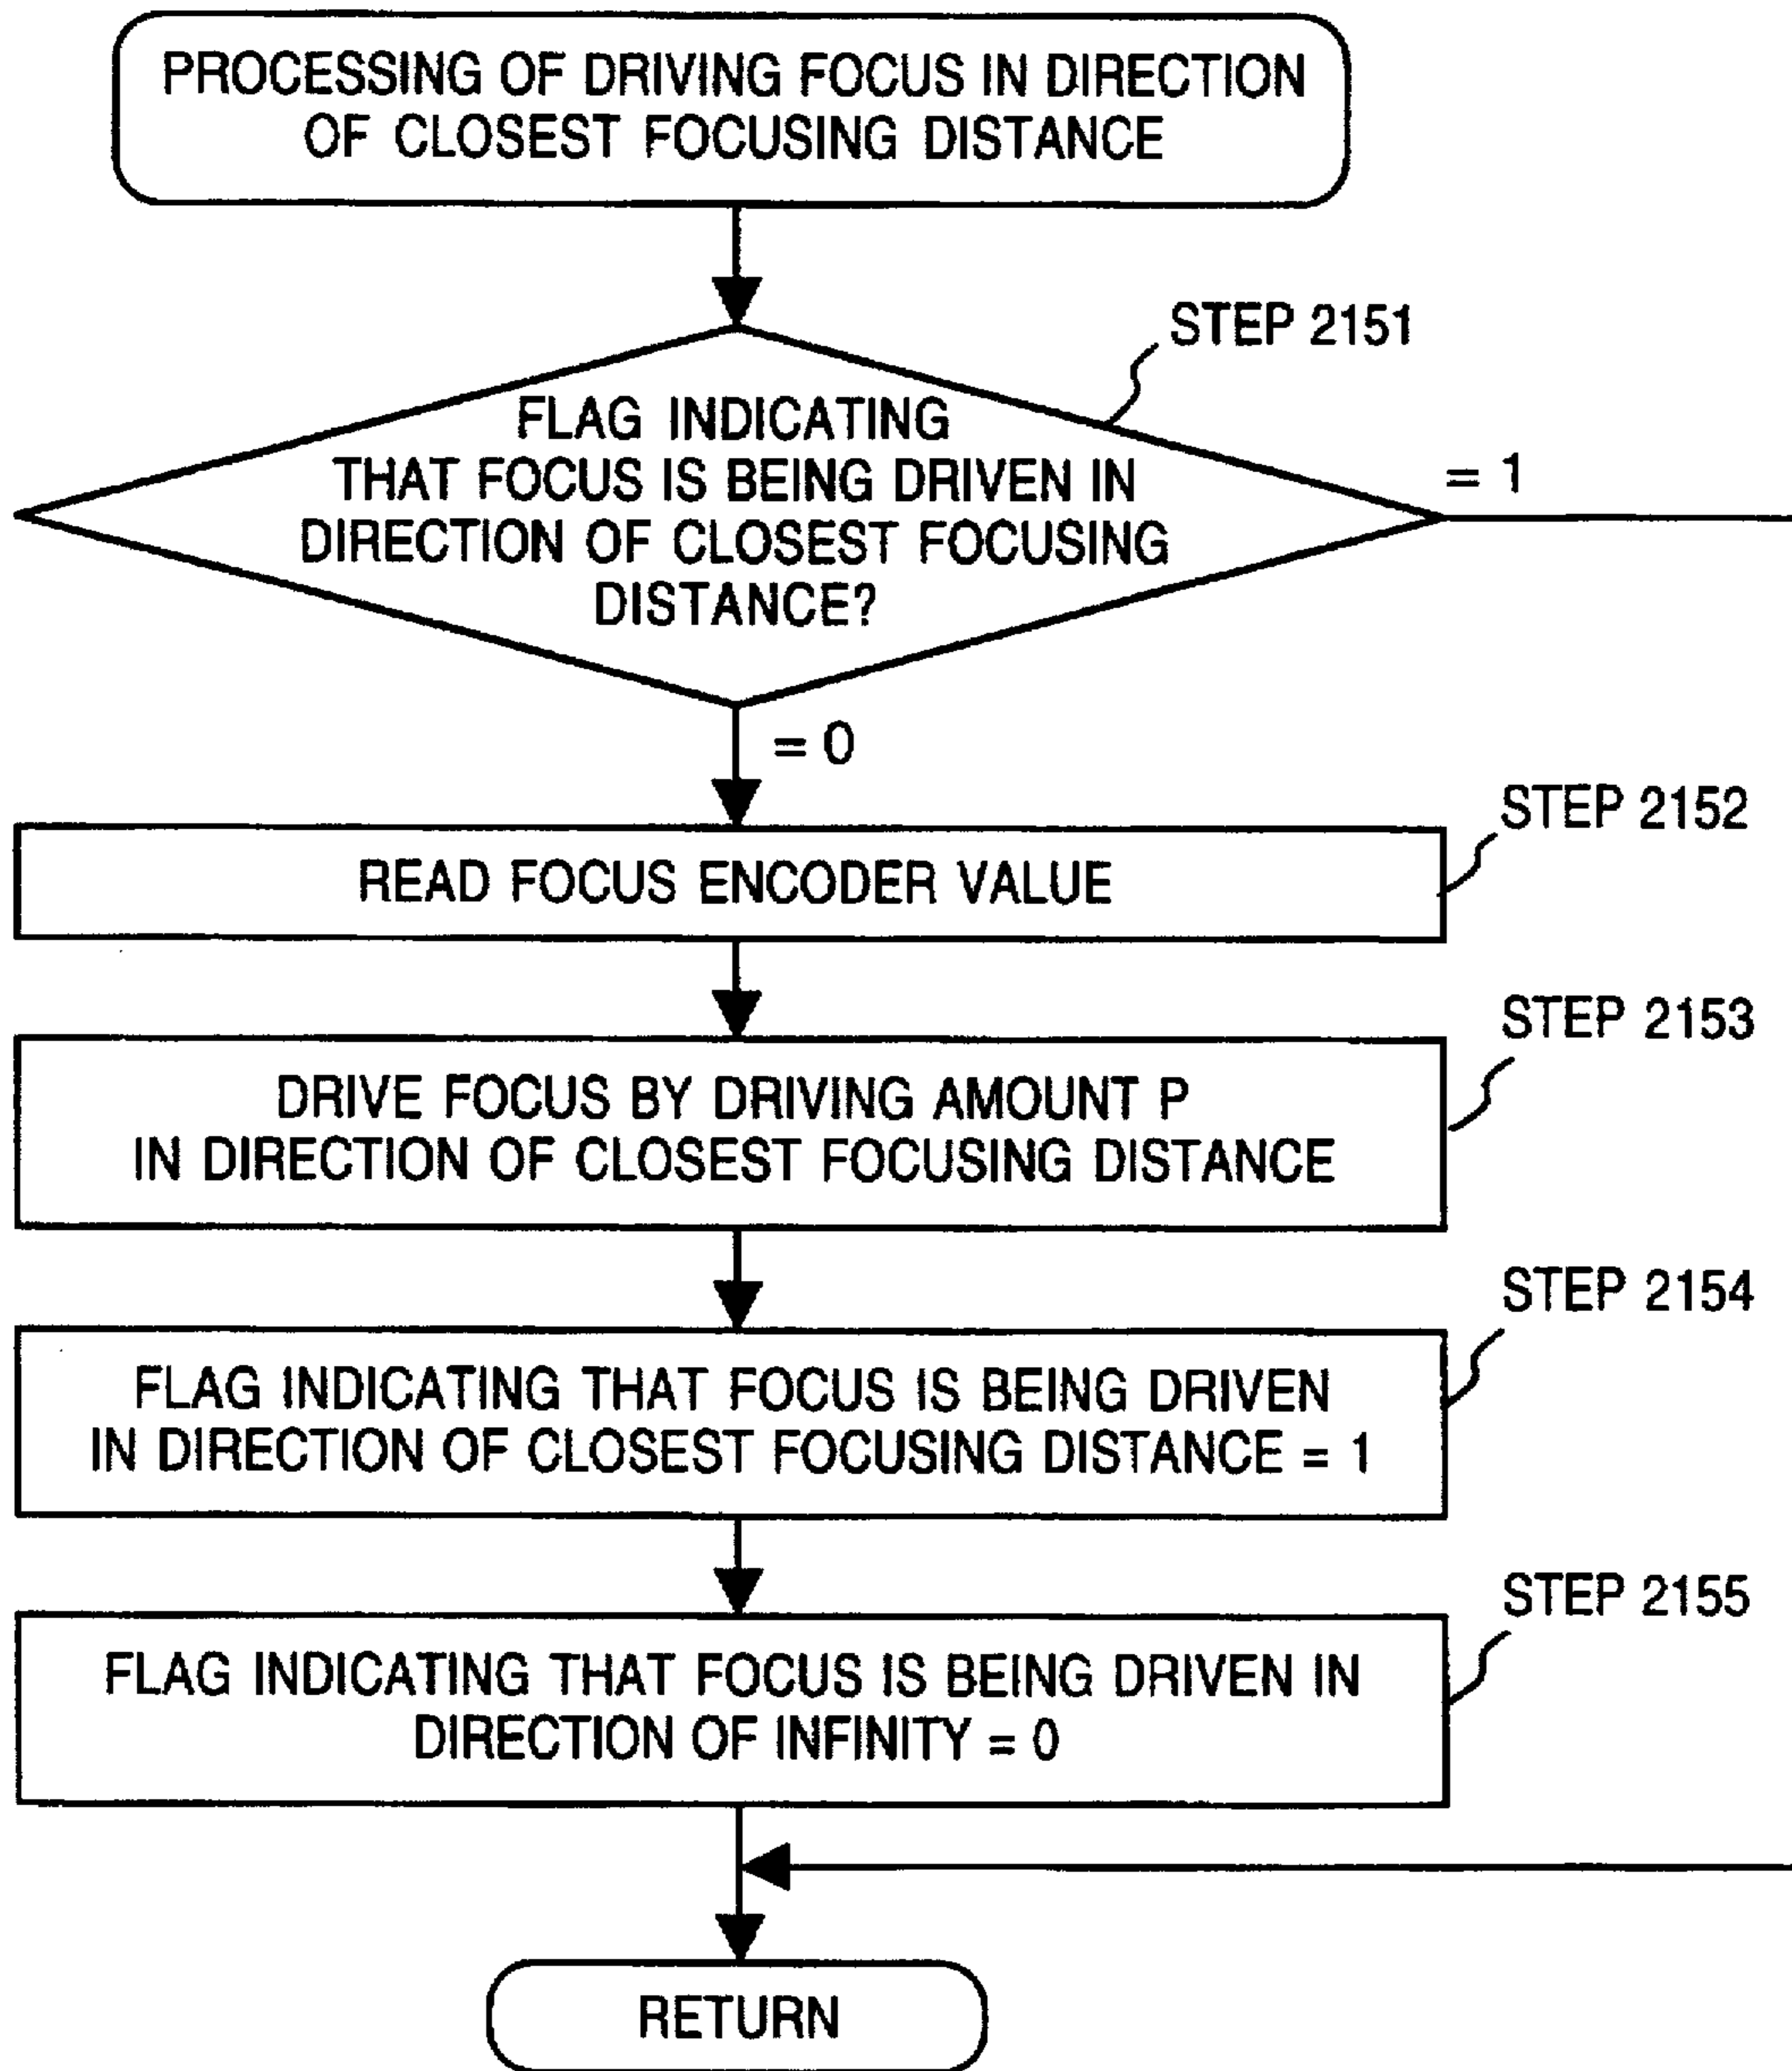 PROCESSING OF DRIVING FOCUS IN DIRECTION
OF CLOSEST FOCUSING DISTANCE
STEP 2151
FLAG INDICATING
THAT FOCUS IS BEING DRIVEN IN
DIRECTION OF CLOSEST FOCUSING
DISTANCE?
= 1
= 0
STEP 2152
READ FOCUS ENCODER VALUE
STEP 2153
DRIVE FOCUS BY DRIVING AMOUNT P
IN DIRECTION OF CLOSEST FOCUSING DISTANCE
STEP 2154
FLAG INDICATING THAT FOCUS IS BEING DRIVEN
IN DIRECTION OF CLOSEST FOCUSING DISTANCE = 1
STEP 2155
FLAG INDICATING THAT FOCUS IS BEING DRIVEN IN
DIRECTION OF INFINITY = 0
RETURN